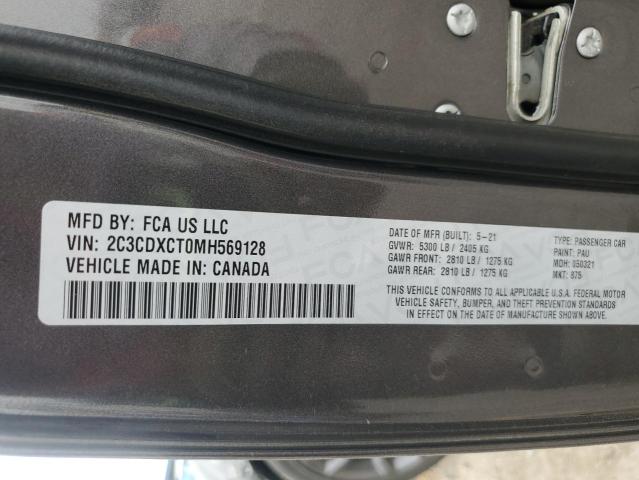 MFD BY: FCA US LLC
VIN: 2C3CDXCT0MH569128
VEHICLE MADE IN: CANADA
DATE OF MFR (BUILT): 5-21
GVWR: 5300 LB / 2405 KG
GAWR FRONT: 2810 LB / 1275 KG
GAWR REAR: 2810 LB / 1275 KG
TYPE: PASSENGER CAR
PAINT: PAU
MDH: 050321
MKT: 875
THIS VEHICLE CONFORMS TO ALL APPLICABLE U.S.A. FEDERAL MOTOR
VEHICLE SAFETY, BUMPER, AND THEFT PREVENTION STANDARDS
IN EFFECT ON THE DATE OF MANUFACTURE SHOWN ABOVE